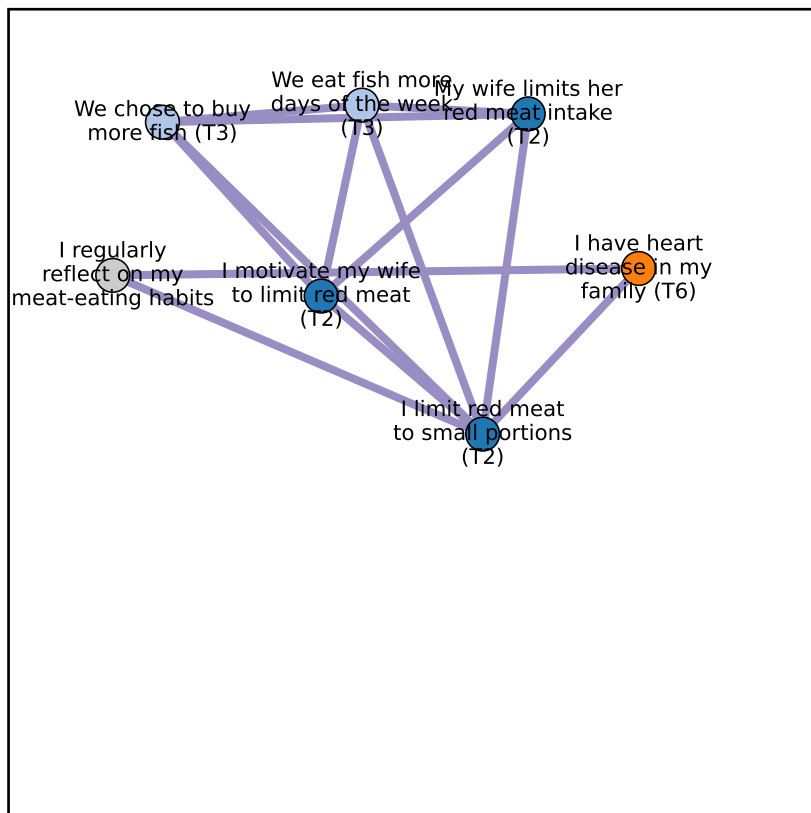 We eat fish more
days of the week
(T3)
My wife limits her
red meat intake
(T2)
We chose to buy
more fish (T3)
I regularly
reflect on my
meat-eating habits
I motivate my wife
to limit red meat
(T2)
I have heart
disease in my
family (T6)
I limit red meat
to small portions
(T2)